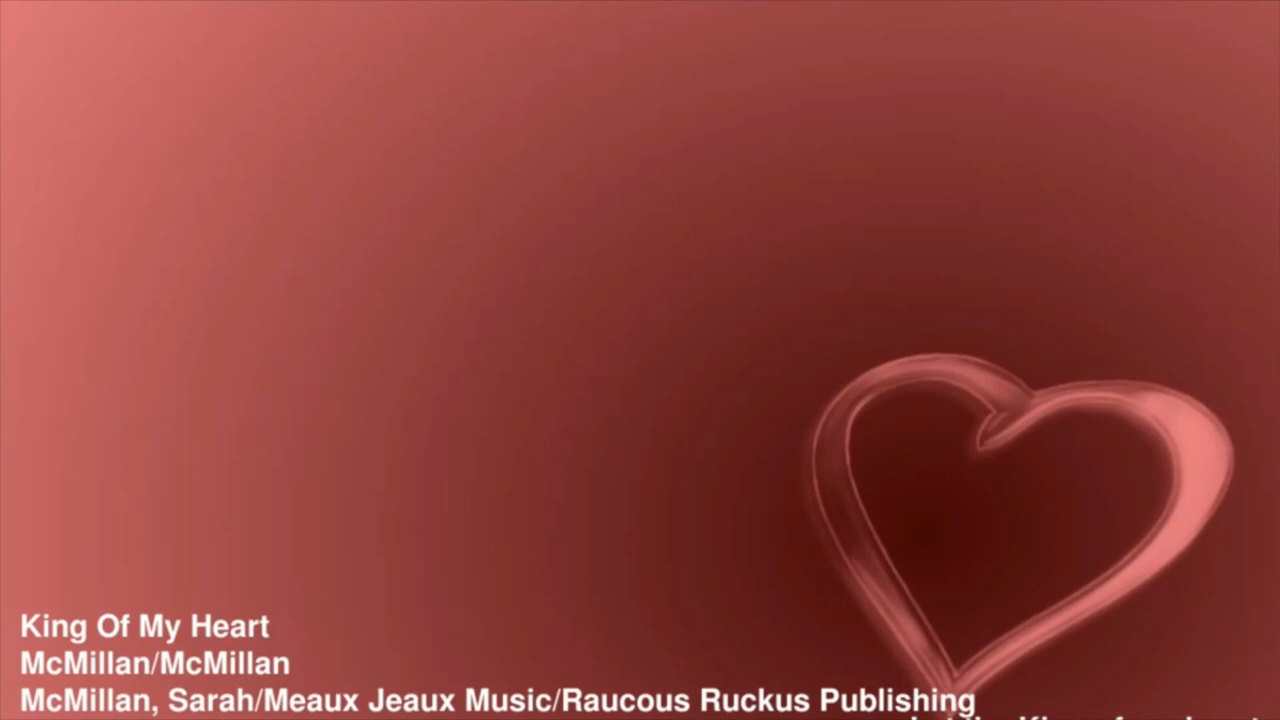 King Of My Heart
McMillan/McMillan
McMillan, Sarah/Meaux Jeaux Music/Raucous Ruckus Publishing